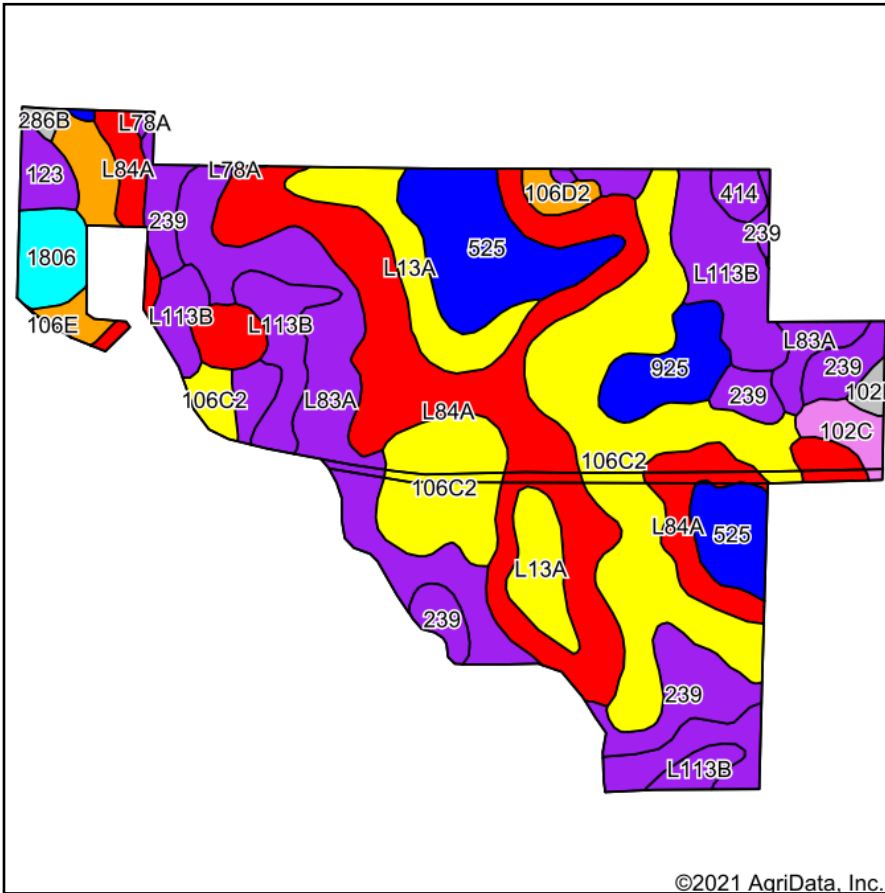 286B
L78A
L84A
L78A
123
106D2
414
239
239
525
1806
L13A
L113B
L113B
L113B
106E
L83A
925
239
106C2
L83A
239
102C
L84A
106C2
106C2
L84A
525
L13A
239
239
L113B
©2021 AgriData, Inc.